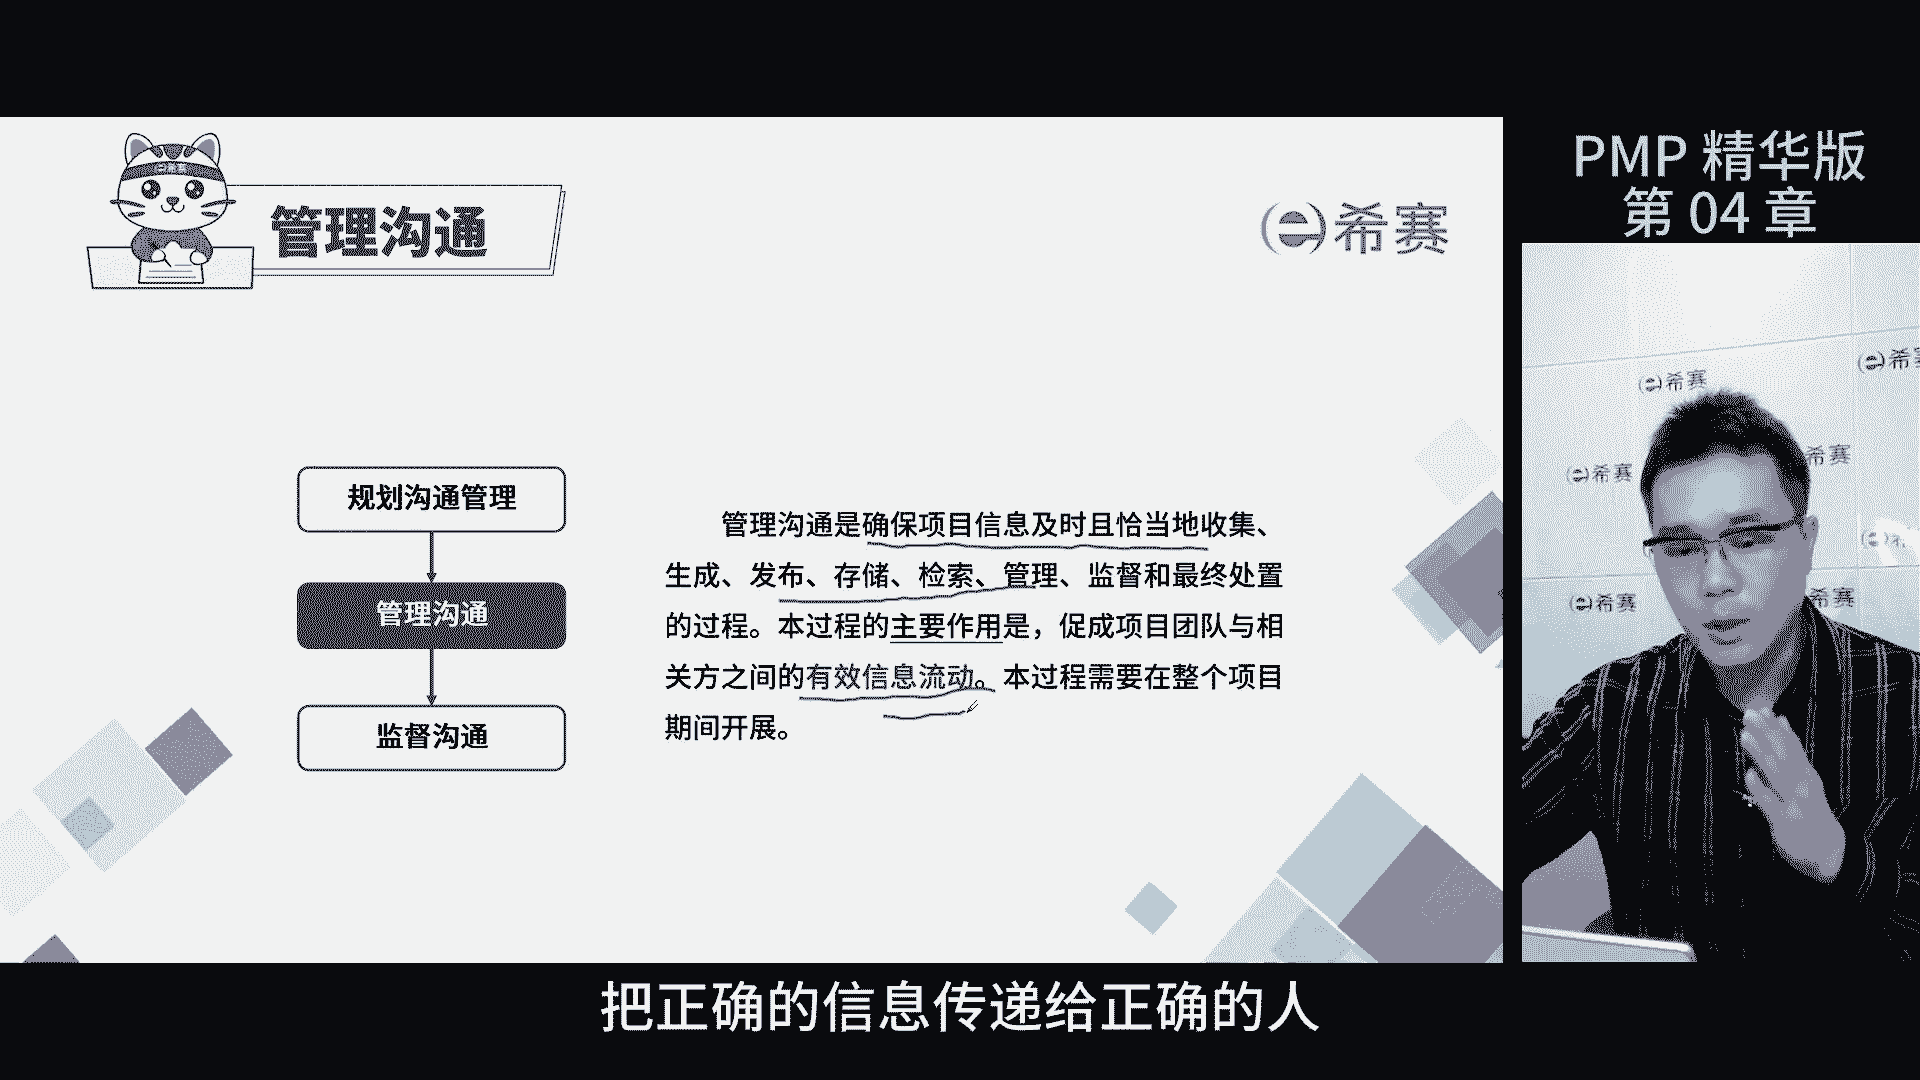 PMP 精华版
第 04 章
希赛
管理沟通
希赛
规划沟通管理
管理沟通
监督沟通
管理沟通是确保项目信息及时且恰当地收集、
生成、发布、存储、检索、管理、监督和最终处置
的过程。本过程的主要作用是，促成项目团队与相
关方之间的有效信息流动。本过程需要在整个项目
期间开展。
希赛
希赛
希赛
希赛
希赛
希赛
把正确的信息传递给正确的人